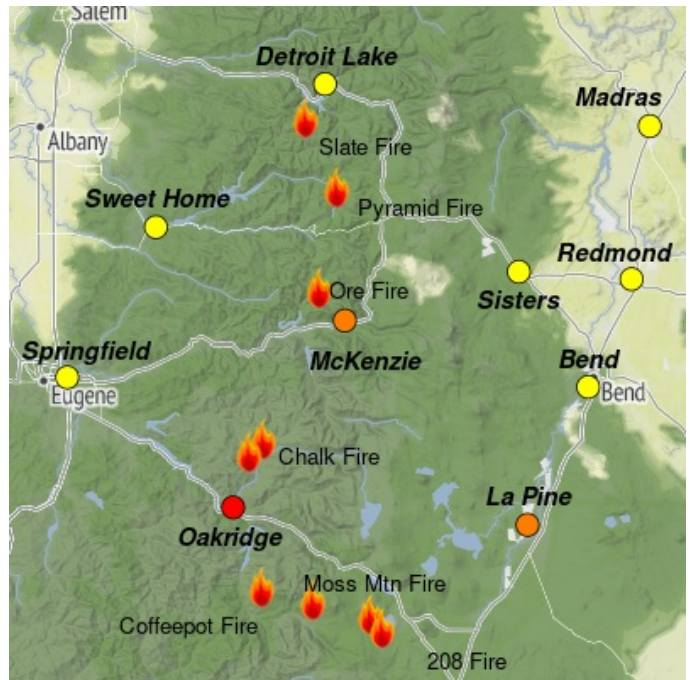 Salem
Detroit Lake
Madras
Albany
Slate Fire
Sweet Home
Pyramid Fire
Redmond
Ore Fire
Sisters
Springfield
McKenzie
Bend
Eugene
Bend
Chalk Fire
La Pine
Oakridge
Moss Mtn Fire
Coffeepot Fire
208 Fire